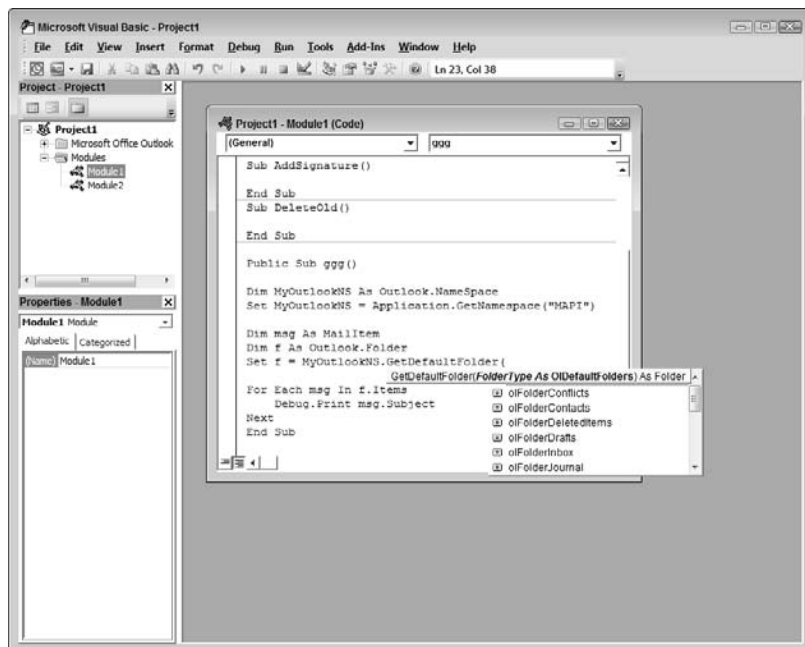 Microsoft Visual Basic - Project1
File Edit View Insert Format Debug Run Tools Add-Ins Window Help
Ln 23, Col 38
Project - Project1
Project1
Microsoft Office Outlook
Modules
Module1
Module2
Properties - Module1
Module1 Module
Alphabetic Categorized
(Name) Module1
Project1 - Module1 (Code)
(General) ggg
Sub AddSignature()
End Sub
Sub DeleteOld()
End Sub
Public Sub ggg()
Dim MyOutlookNS As Outlook.NameSpace
Set MyOutlookNS = Application.GetNamespace("MAPI")
Dim msg As MailItem
Dim f As Outlook.Folder
Set f = MyOutlookNS.GetDefaultFolder(
GetDefaultFolder(FolderType As OlDefaultFolders) As Folder
For Each msg In f.Items
Debug.Print msg.Subject
Next
End Sub
olFolderConflicts
olFolderContacts
olFolderDeletedItems
olFolderDrafts
olFolderInbox
olFolderJournal